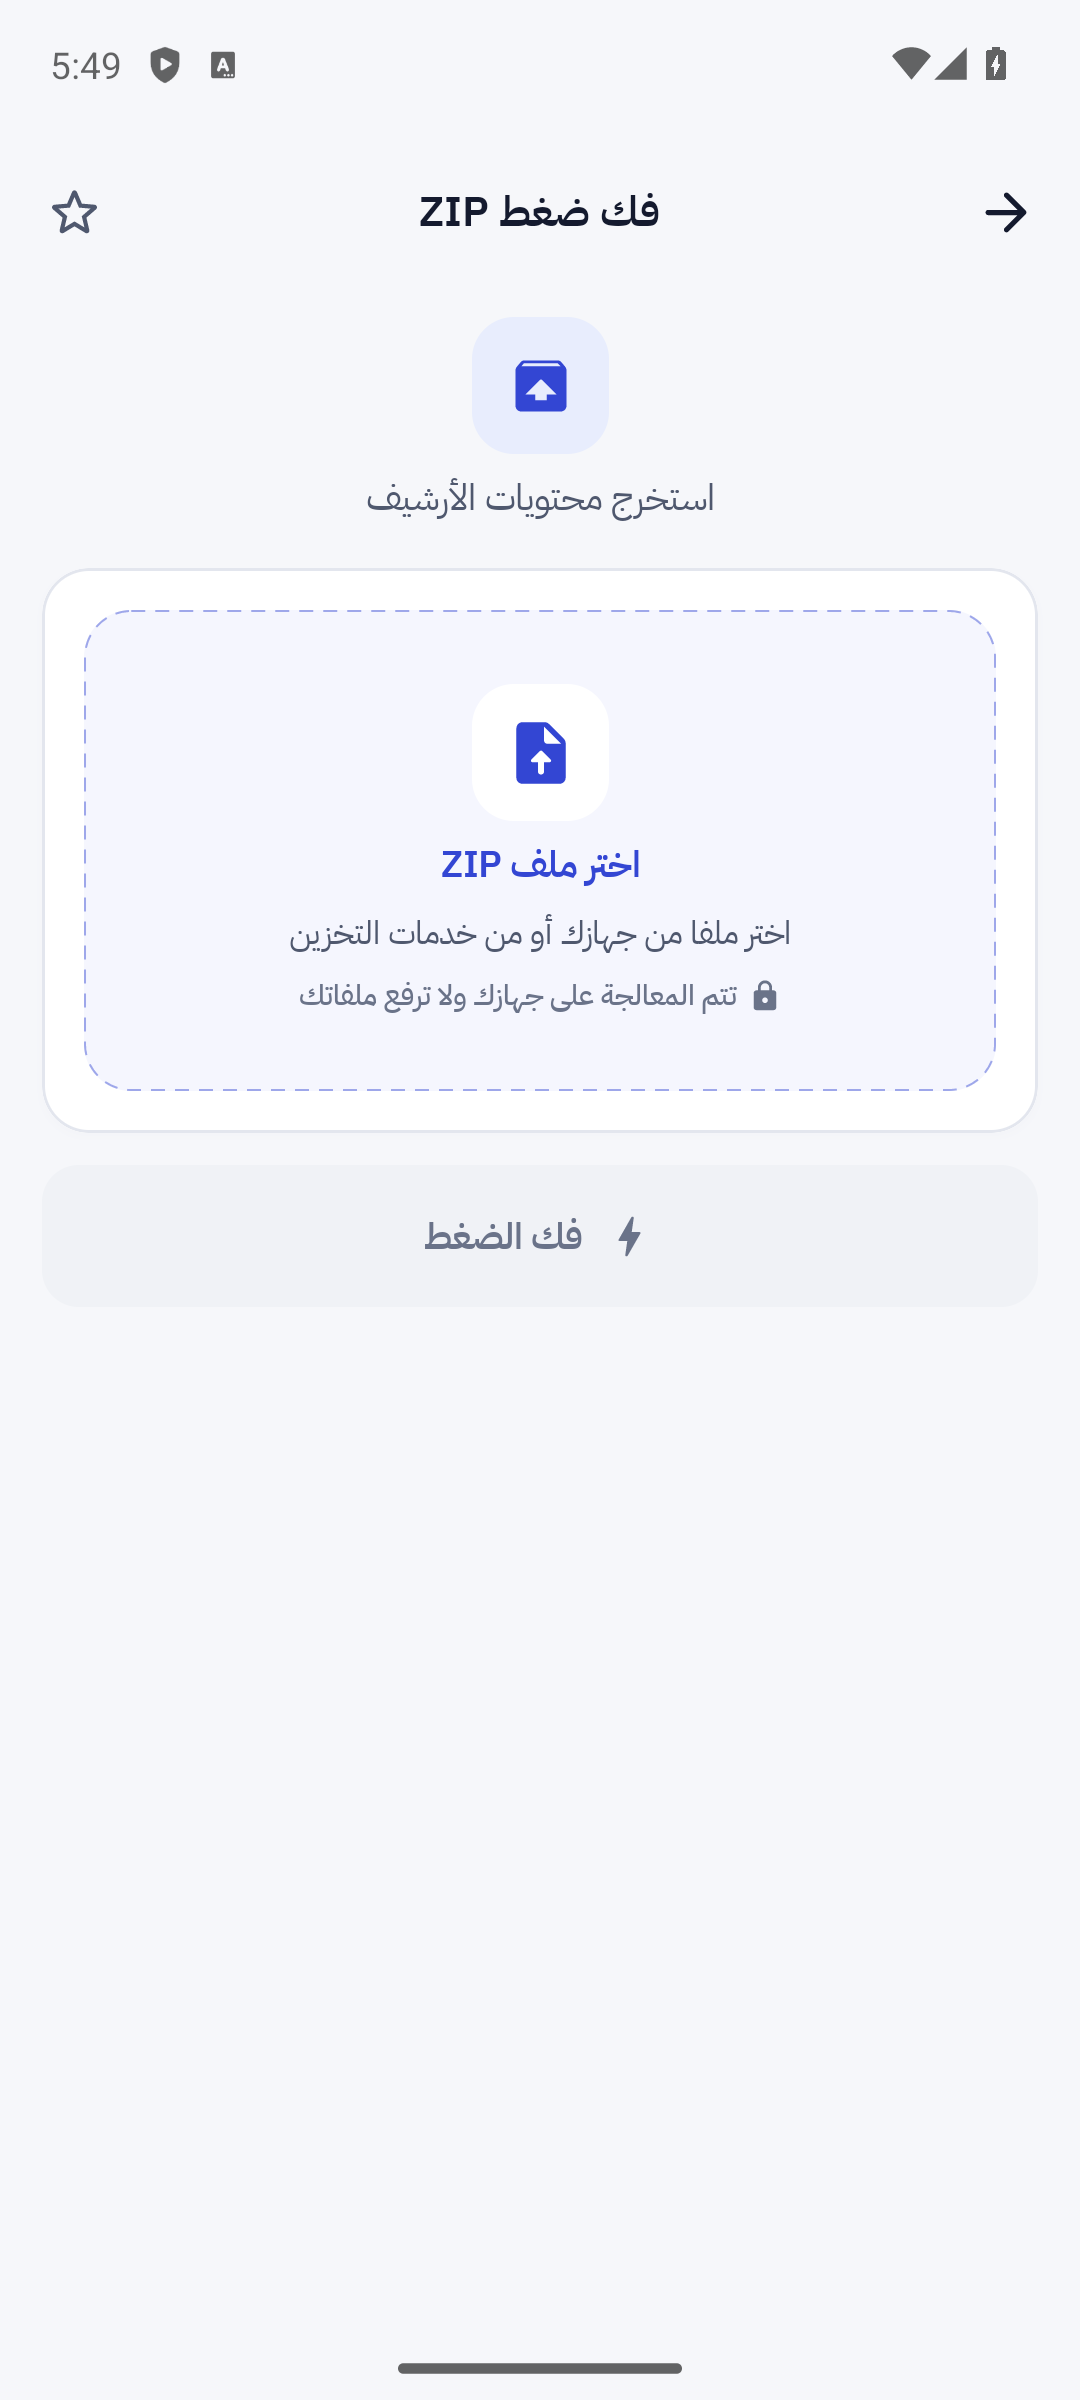 5:49
فك ضغط ZIP
استخرج محتويات الأرشيف
اختر ملف ZIP
اختر ملفا من جهازك أو من خدمات التخزين
تتم المعالجة على جهازك ولا ترفع ملفاتك
فك الضغط